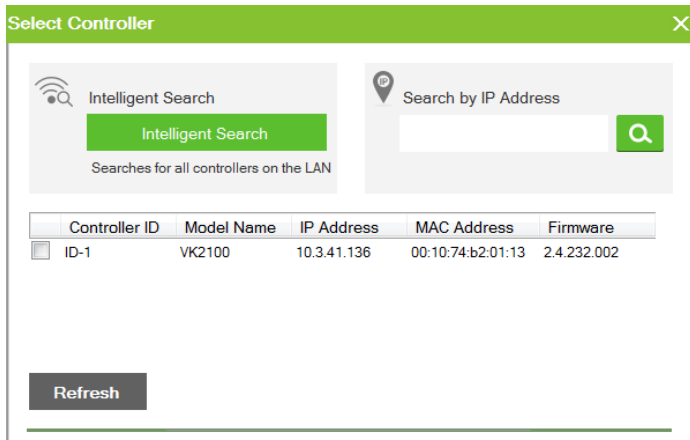 Select Controller
Intelligent Search
Intelligent Search
Searches for all controllers on the LAN
IP
Search by IP Address
Controller ID Model Name IP Address MAC Address Firmware
ID-1 VK2100 10.3.41.136 00:10:74:b2:01:13 2.4.232.002
Refresh